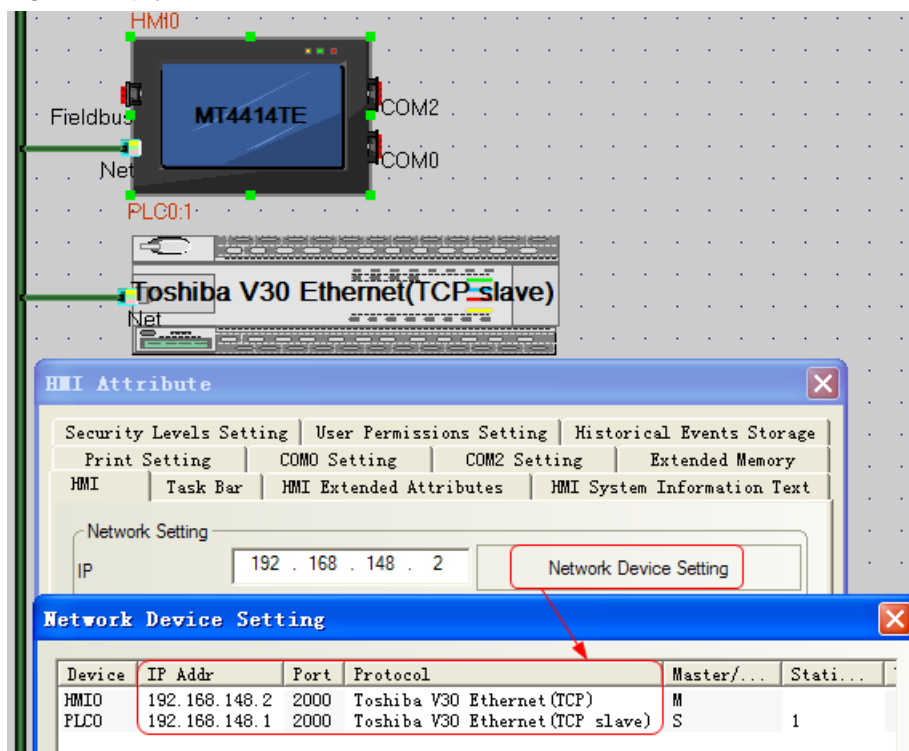 HMI0
MT4414TE
Fieldbus
COM2
Net
COM0
PLC0:1
Toshiba V30 Ethernet(TCP slave)
Net
HMI Attribute
Security Levels Setting User Permissions Setting Historical Events Storage
Print Setting COM0 Setting COM2 Setting Extended Memory
HMI Task Bar HMI Extended Attributes HMI System Information Text
Network Setting
IP 192 . 168 . 148 . 2 Network Device Setting
Network Device Setting
Device IP Addr Port Protocol Master/... Stati...
HMI0 192.168.148.2 2000 Toshiba V30 Ethernet(TCP) M
PLC0 192.168.148.1 2000 Toshiba V30 Ethernet(TCP slave) S 1